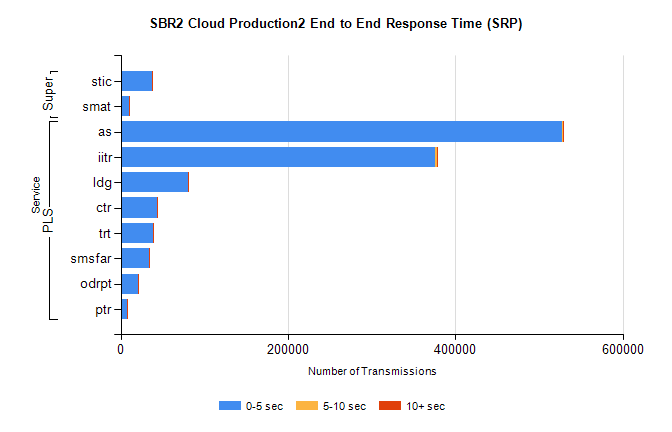 SBR2 Cloud Production2 End to End Response Time (SRP)
Service
Super
PLS
stic
smat
as
iitr
ldg
ctr
trt
smsfar
odrpt
ptr
0 200000 400000 600000
Number of Transmissions
0-5 sec 5-10 sec 10+ sec